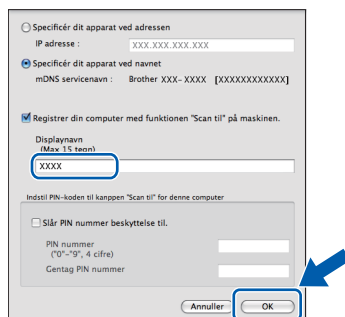 Specificér dit apparat ved adressen
IP adresse : XXX.XXX.XXX.XXX
Specificér dit apparat ved navnet
mDNS servicenavn : Brother XXX-XXXX [XXXXXXXXXXXX]
Registrer din computer med funktionen "Scan til" på maskinen.
Displaynavn
(Max 15 tegn)
XXXX
Indstil PIN-koden til kanppen "Scan til" for denne computer
Slår PIN nummer beskyttelse til.
PIN nummer
("0"-"9", 4 cifre)
Gentag PIN nummer
Annuller OK